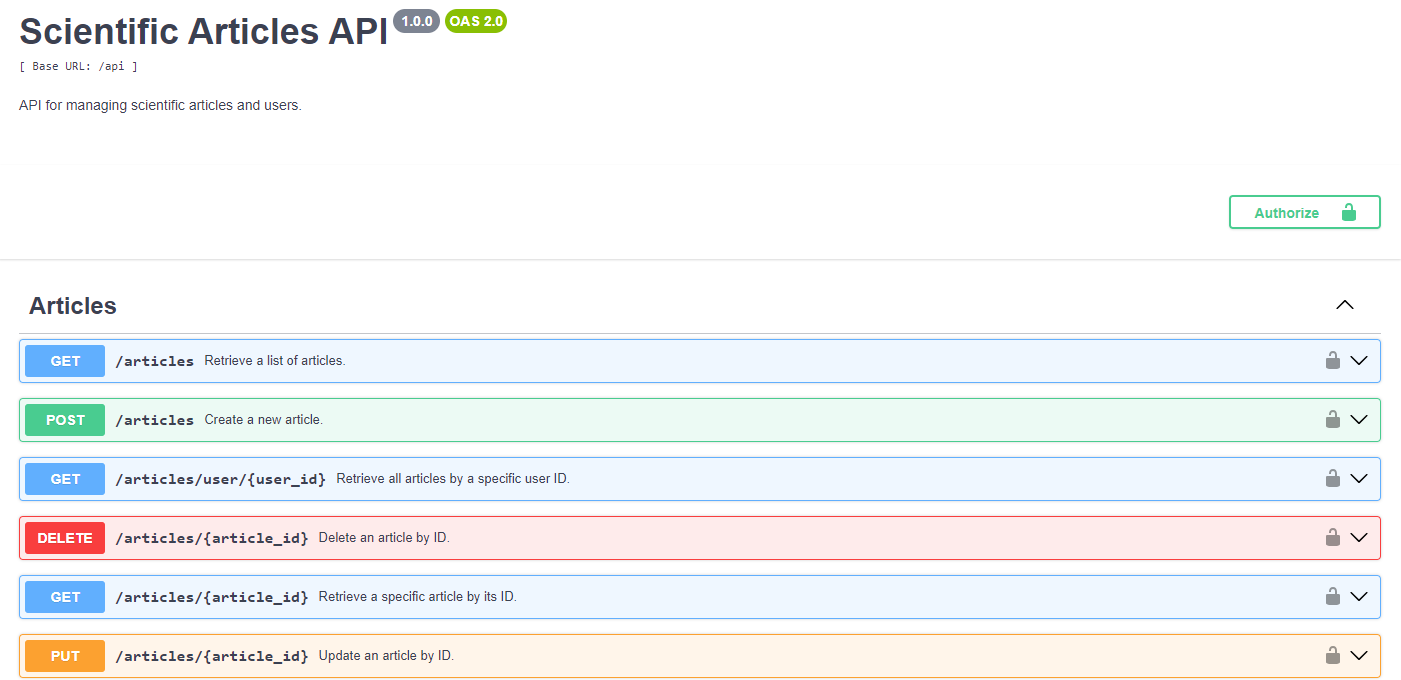 Scientific Articles API 1.0.0 OAS 2.0
[ Base URL: /api ]
API for managing scientific articles and users.
Authorize
Articles
GET /articles Retrieve a list of articles.
POST /articles Create a new article.
GET /articles/user/{user_id} Retrieve all articles by a specific user ID.
DELETE /articles/{article_id} Delete an article by ID.
GET /articles/{article_id} Retrieve a specific article by its ID.
PUT /articles/{article_id} Update an article by ID.